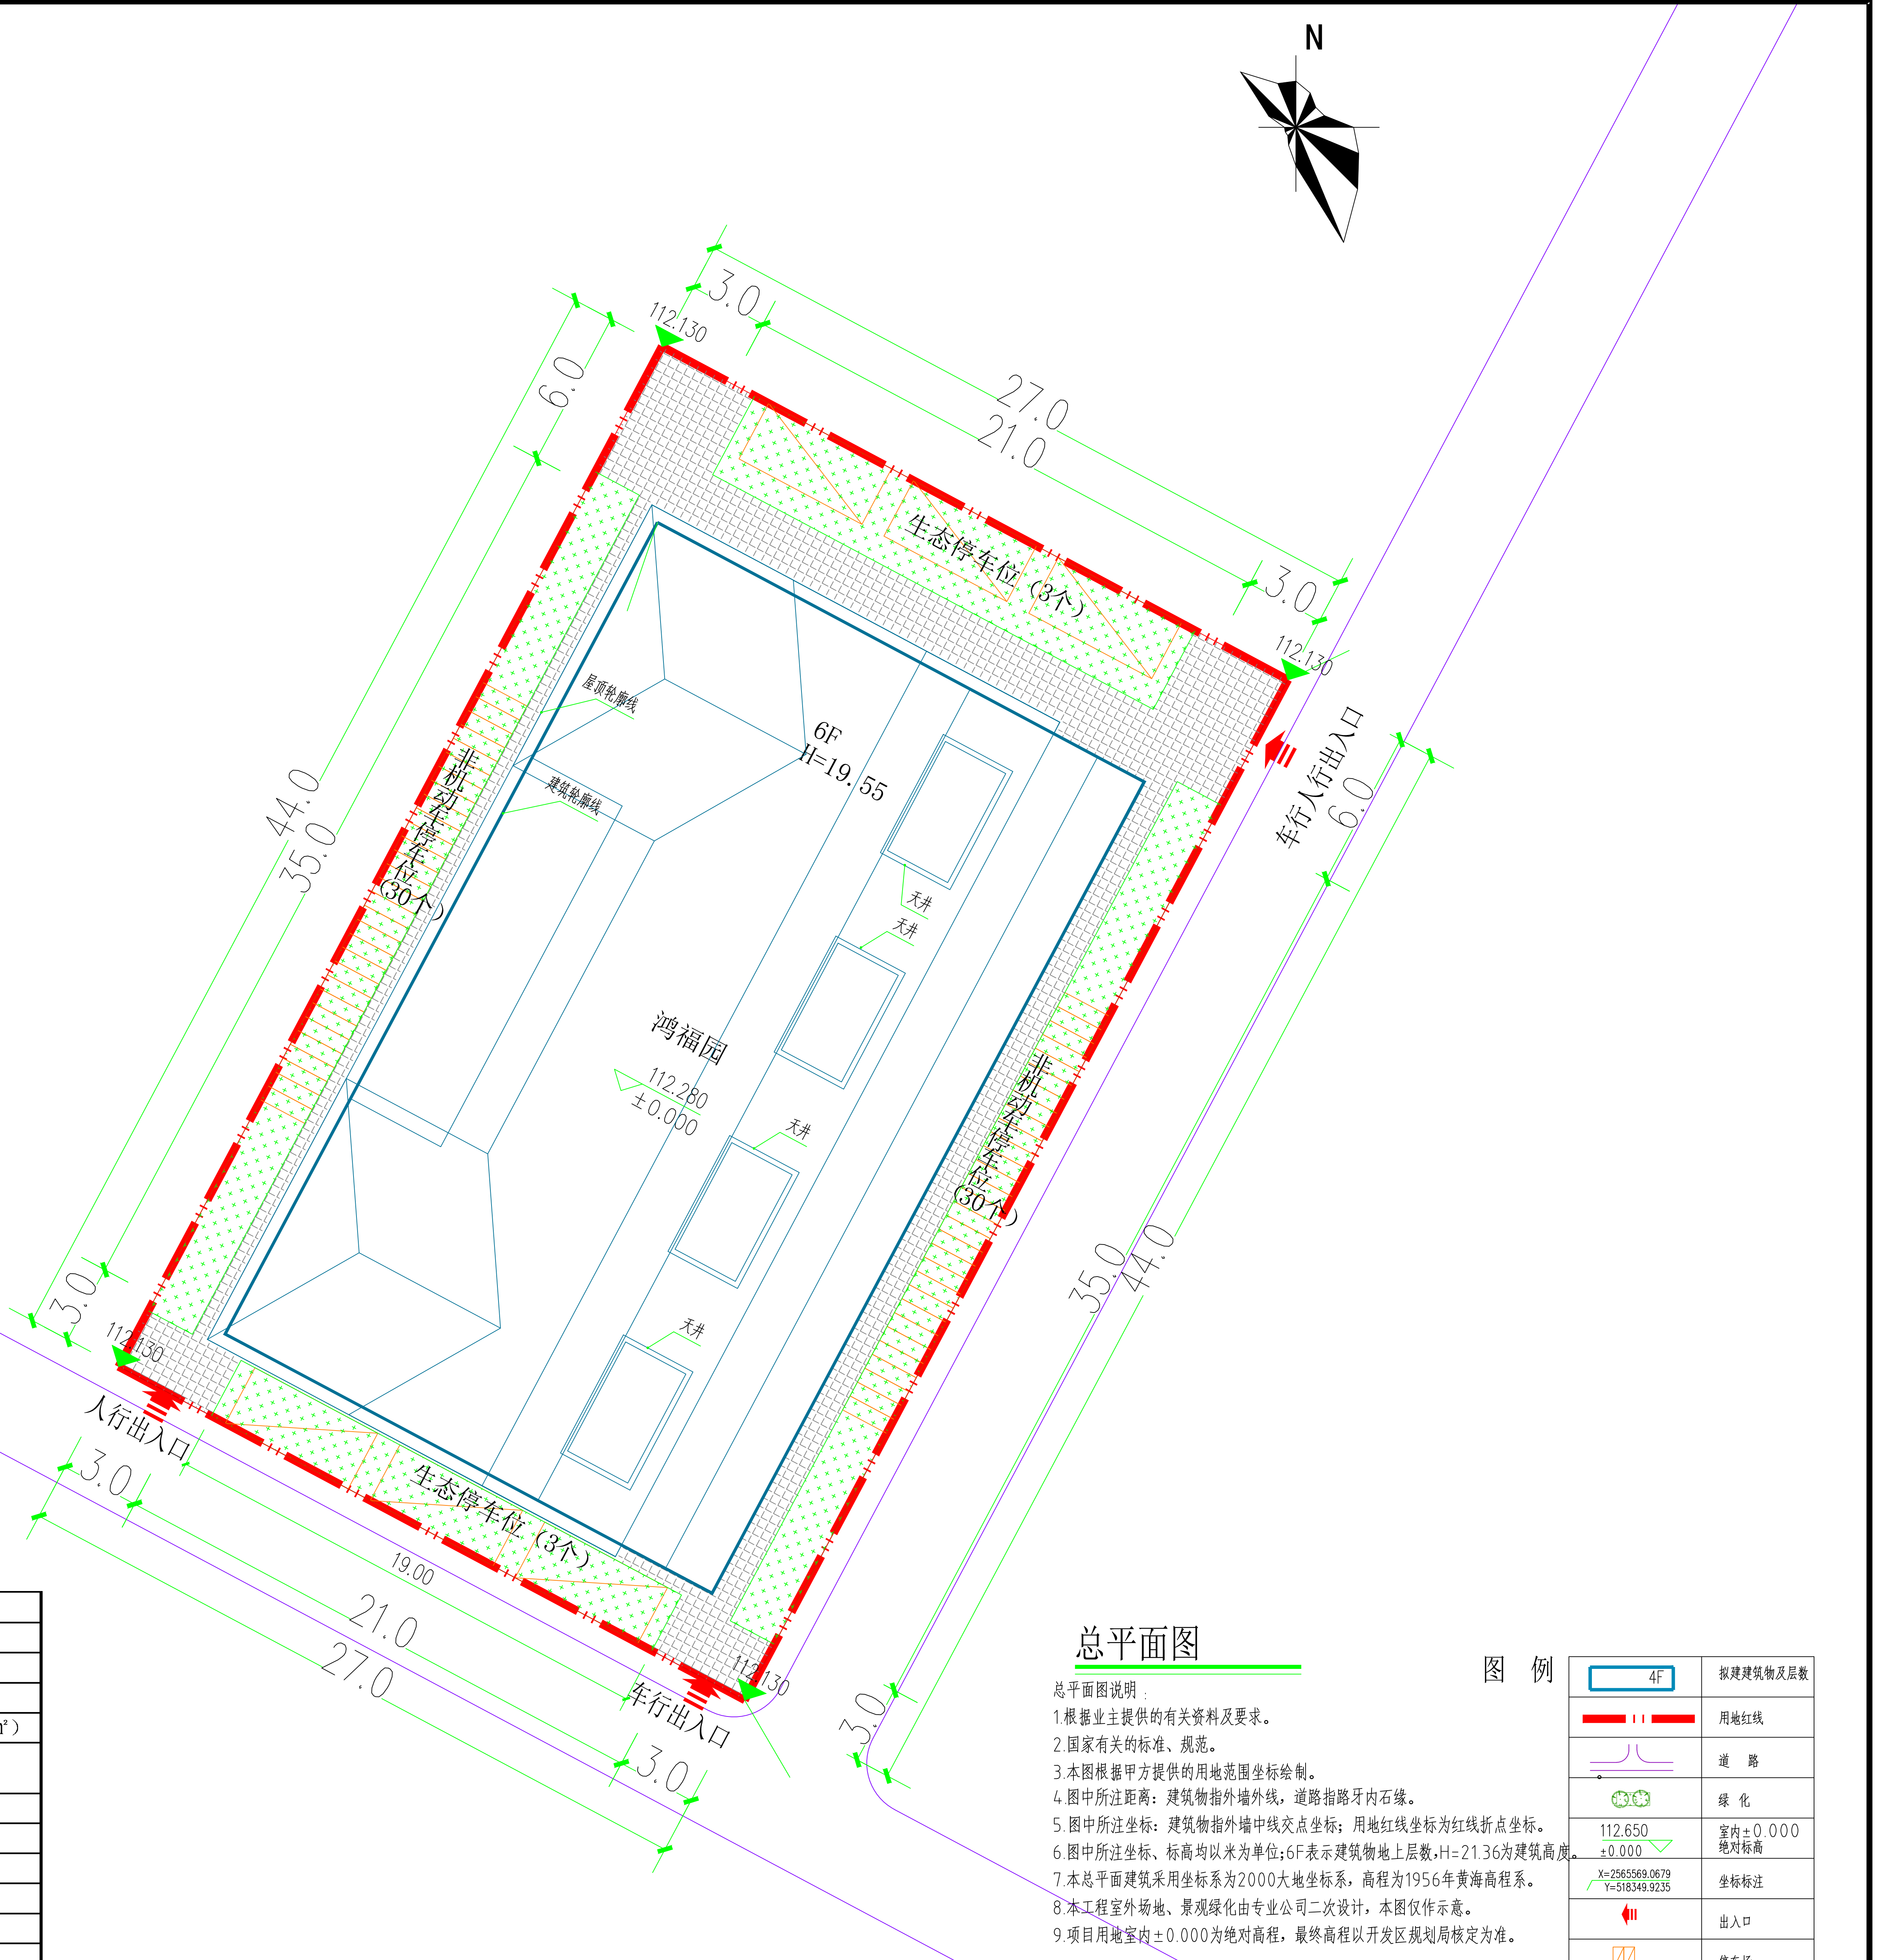 N
3.0
27.0
21.0
3.0
112.130
6.0
112.130
生态停车位（3个）
车行人行出入口
6.0
屋顶轮廓线
建筑轮廓线
6F
H=19.55
44.0
35.0
非机动车停车位
(30个）
天井
天井
鸿福园
112.280
±0.000
天井
非机动车停车位
(30个）
35.0
44.0
天井
3.0
112.130
人行出入口
3.0
生态停车位（3个）
19.00
21.0
27.0
112.130
车行出入口
3.0
3.0
m²）
总平面图
总平面图说明：
1.根据业主提供的有关资料及要求。
2.国家有关的标准、规范。
3.本图根据甲方提供的用地范围坐标绘制。
4.图中所注距离：建筑物指外墙外线，道路指路牙内石缘。
5.图中所注坐标：建筑物指外墙中线交点坐标；用地红线坐标为红线折点坐标。
6.图中所注坐标、标高均以米为单位;6F表示建筑物地上层数,H=21.36为建筑高度。
7.本总平面建筑采用坐标系为2000大地坐标系，高程为1956年黄海高程系。
8.本工程室外场地、景观绿化由专业公司二次设计，本图仅作示意。
9.项目用地室内±0.000为绝对高程，最终高程以开发区规划局核定为准。
图 例
4F 拟建建筑物及层数
用地红线
道 路
绿 化
112.650
±0.000
室内±0.000
绝对标高
X=2565569.0679
Y=518349.9235
坐标标注
出入口